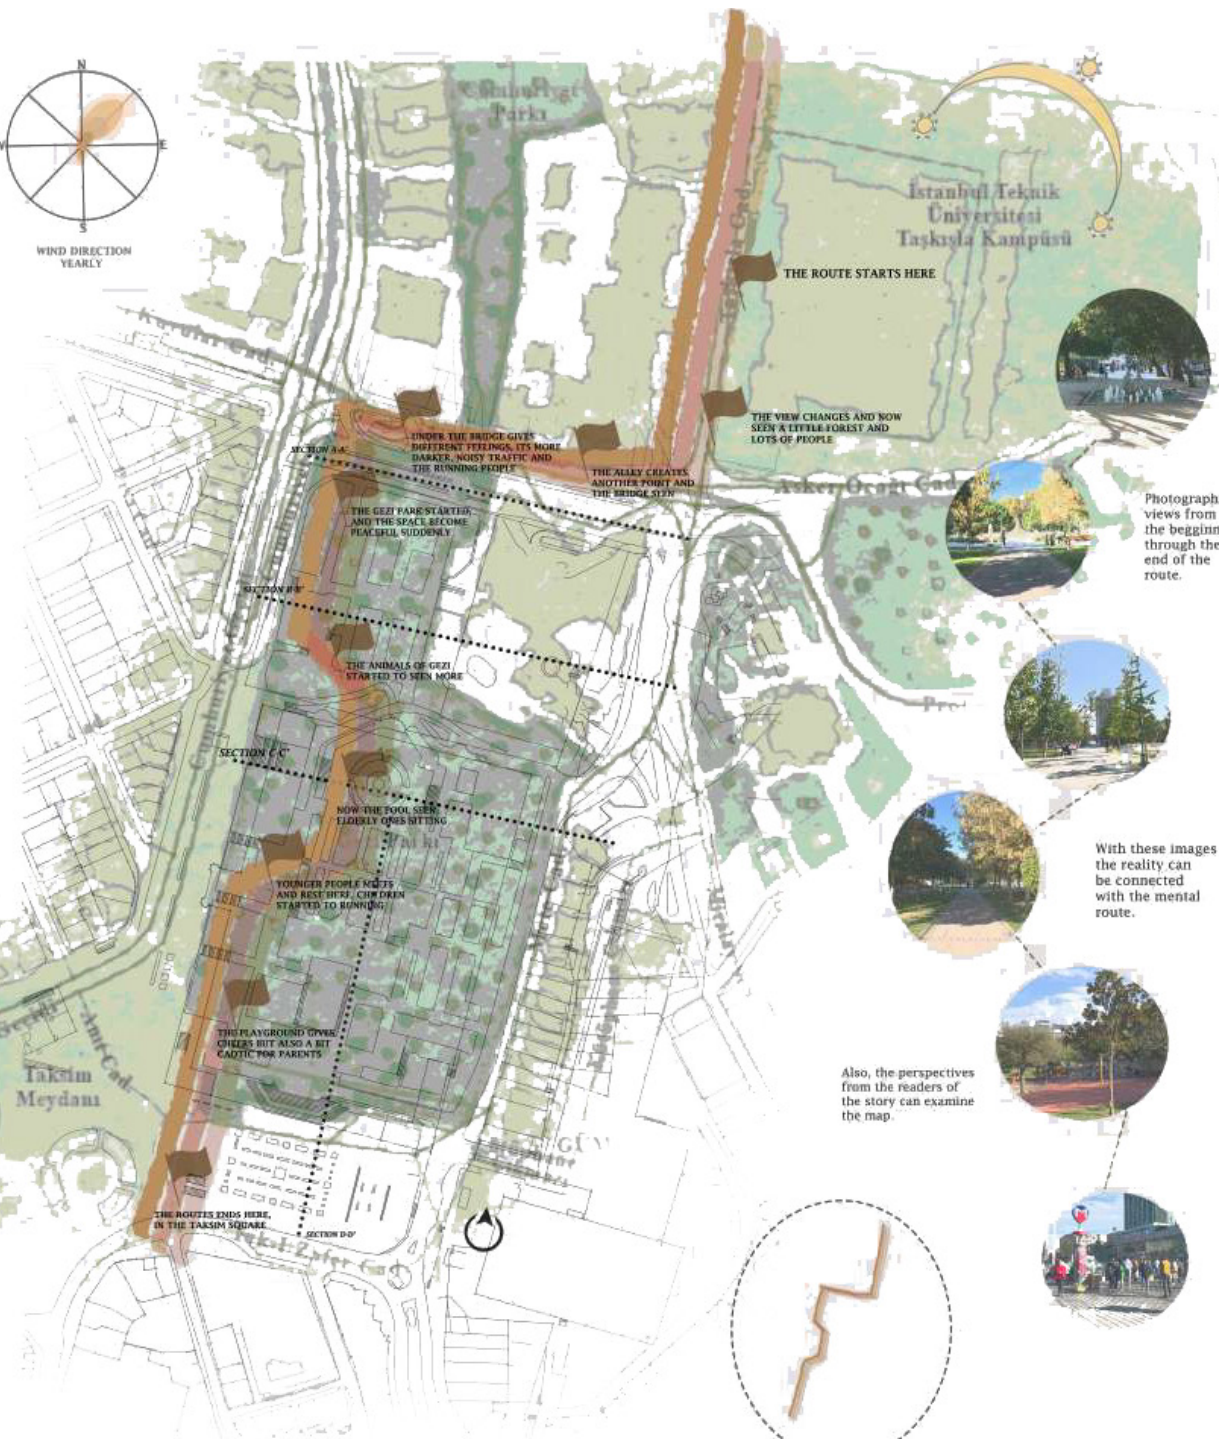 N
E
S
WIND DIRECTION
YEARLY
Cumhuriyet
Parkı
İstanbul Teknik
Üniversitesi
Taşkışla Kampüsü
THE ROUTE STARTS HERE
THE VIEW CHANGES AND NOW
SEEN A LITTLE FOREST AND
LOTS OF PEOPLE
UNDER THE BRIDGE GIVES
DIFFERENT FEELINGS, ITS MORE
DARKER, NOISY TRAFFIC AND
THE RUNNING PEOPLE
THE ALLEY CREATES
ANOTHER POINT AND
THE BRIDGE SEEN
Asker Ocağı Cad
SECTION A-A'
THE GEZI PARK STARTED,
AND THE SPACE BECOME
PEACEFUL SUDDENLY
Photograph
views from
the begginn
through the
end of the
route.
SECTION B-B'
THE ANIMALS OF GEZI
STARTED TO SEEN MORE
SECTION C-C'
NOW THE POOL SEEN
ELDERLY ONES SITTING
With these images
the reality can
be connected
with the mental
route.
YOUNGER PEOPLE MEETS
AND REST HERE, CHILDREN
STARTED TO RUNNING
THE PLAYGROUND GIVES
CHEERS BUT ALSO A BIT
CAOTIC FOR PARENTS
Taksim
Meydanı
Also, the perspectives
from the readers of
the story can examine
the map.
THE ROUTES ENDS HERE,
IN THE TAKSIM SQUARE
SECTION D-D'